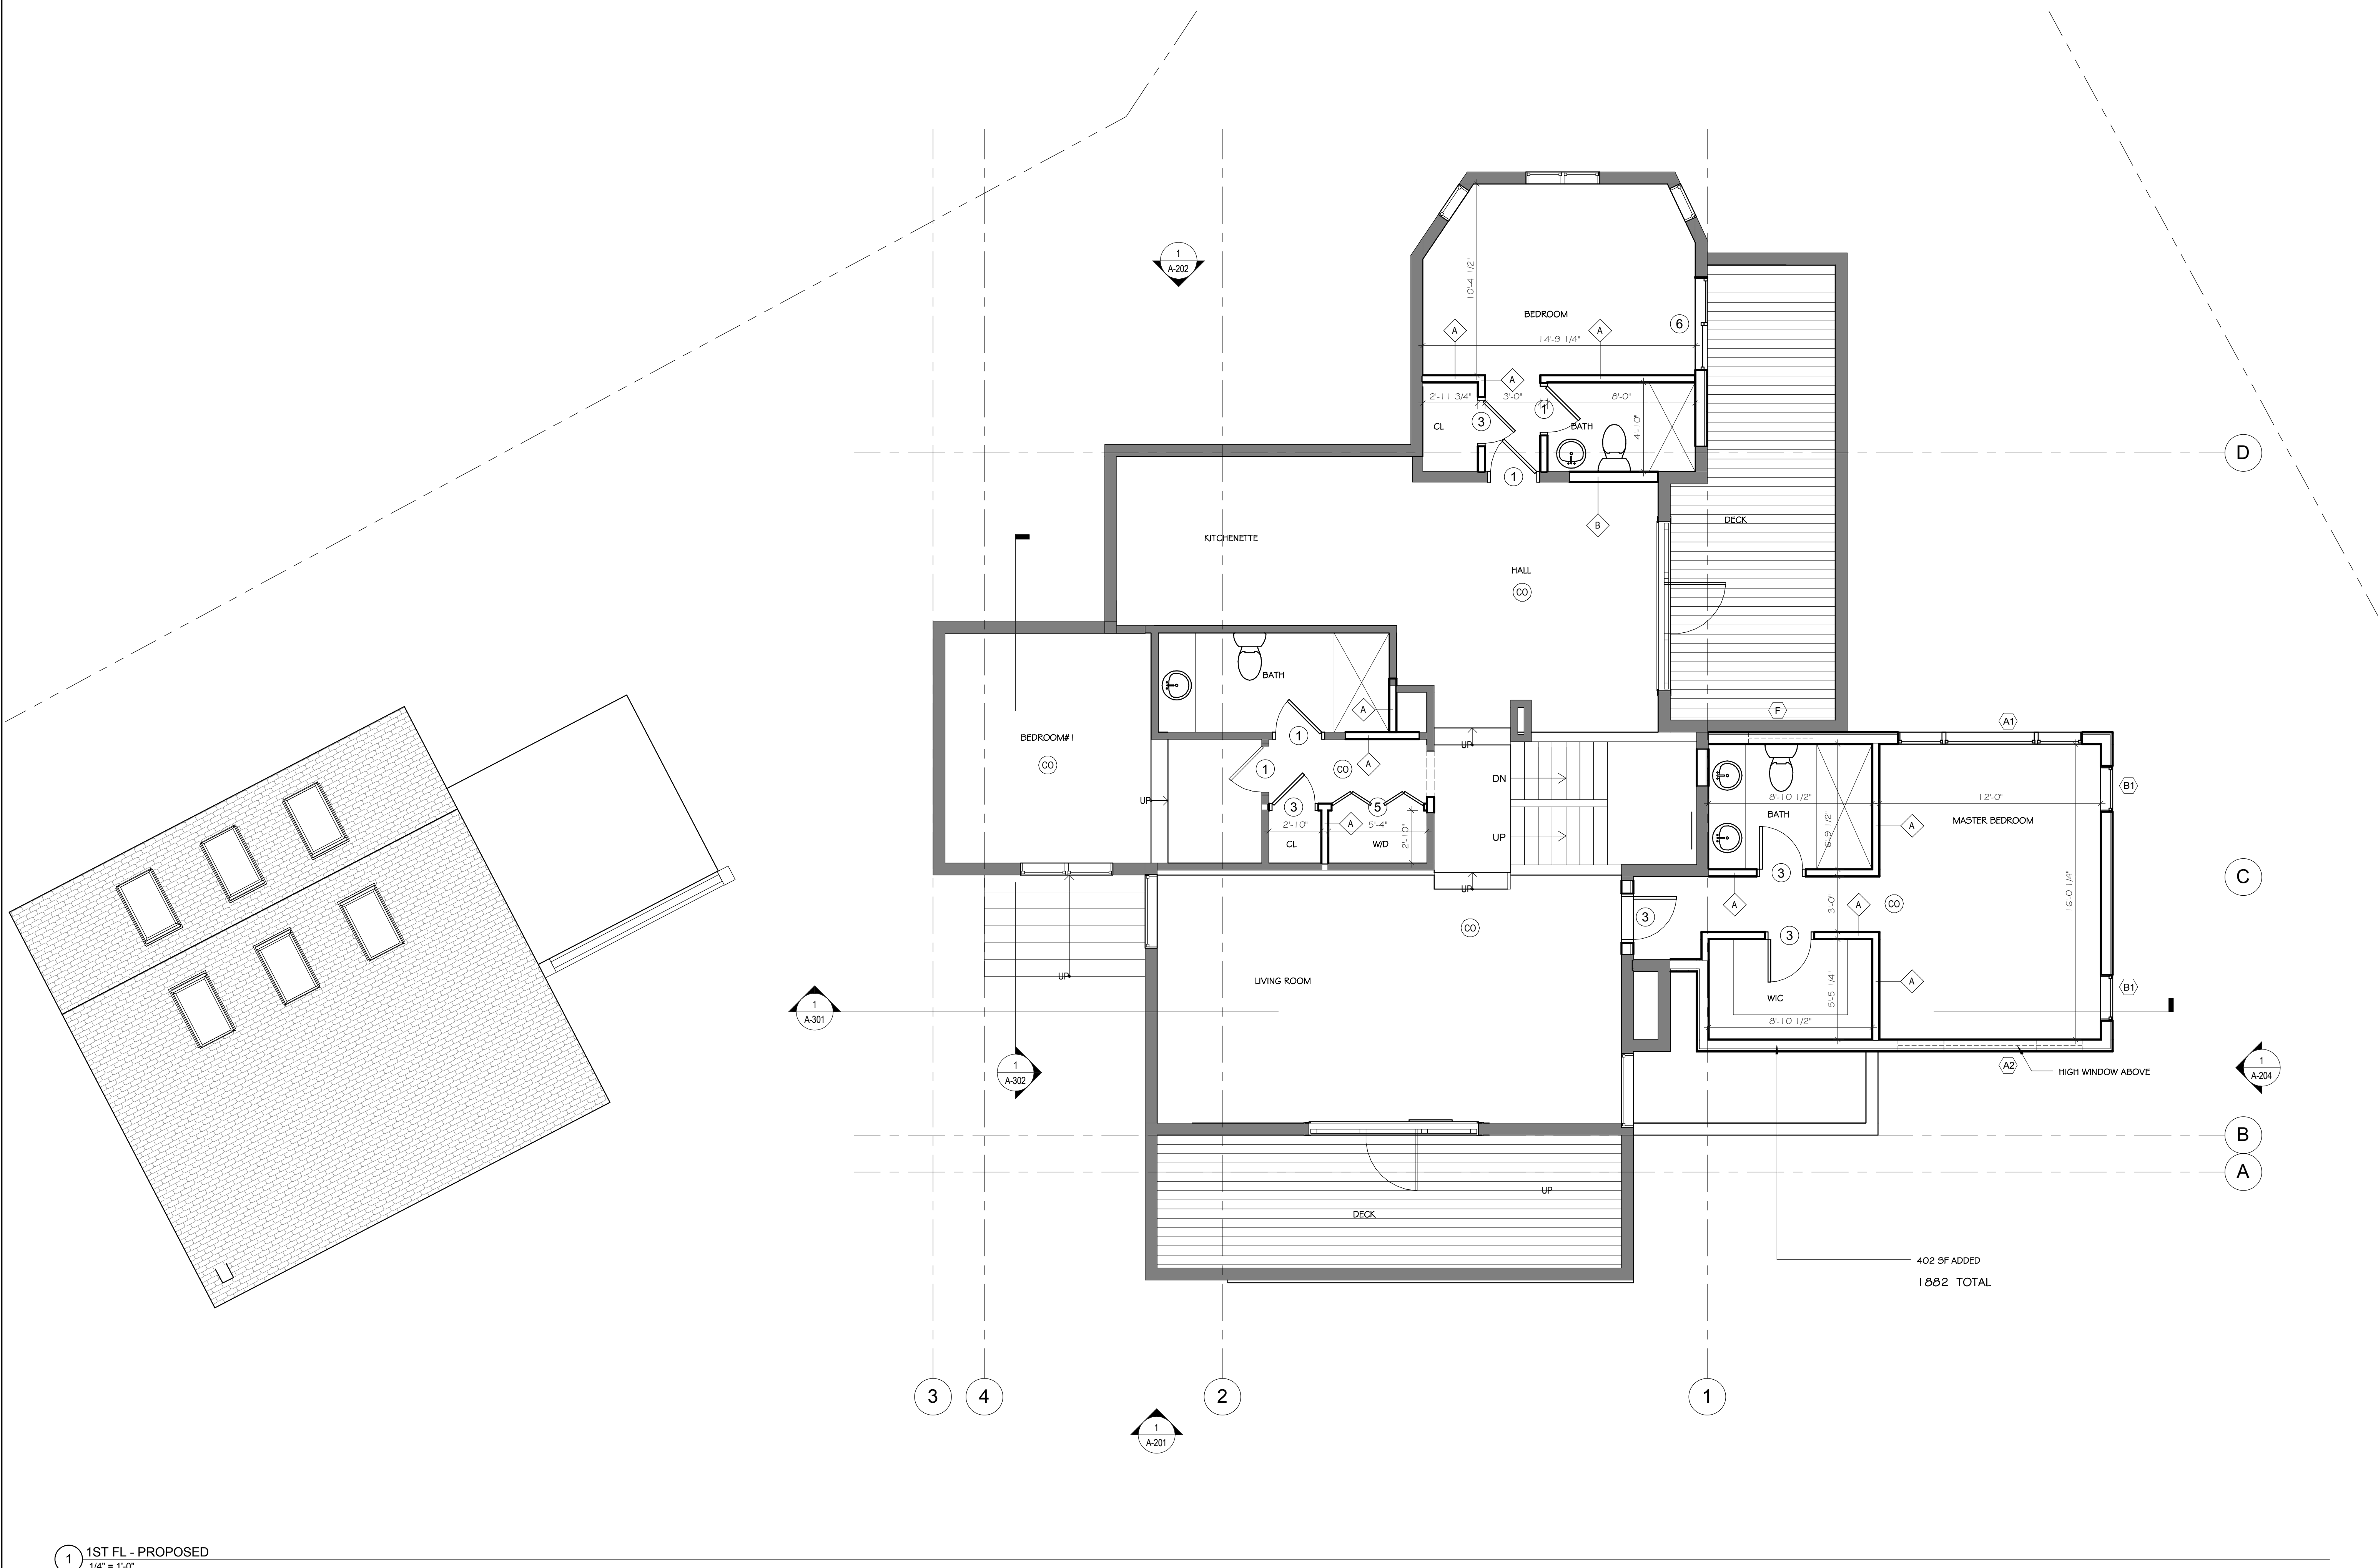 1
A-202
BEDROOM
10'-4 1/2"
14'-9 1/4"
6
A
A
A
2'-11 3/4"
3'-0"
8'-0"
4'-10"
CL
3
1
BATH
1
D
B
DECK
KITCHENETTE
HALL
CO
BATH
A
F
A1
BEDROOM#1
CO
1
1
CO
A
UP
DN
UP
UP
3
5
2'-10"
A
5'-4"
2'-10"
CL
W/D
UP
8'-10 1/2"
BATH
6'-9 1/2"
12'-0"
MASTER BEDROOM
A
B1
3
C
A
3'-0"
A
CO
16'-0 1/4"
3
3
CO
UP
LIVING ROOM
WIC
5'-5 1/4"
8'-10 1/2"
A
B1
1
A-301
1
A-302
A2
HIGH WINDOW ABOVE
1
A-204
B
A
UP
DECK
402 SF ADDED
1882 TOTAL
3
4
2
1
1
A-201
1
1ST FL - PROPOSED
1/4" = 1'-0"